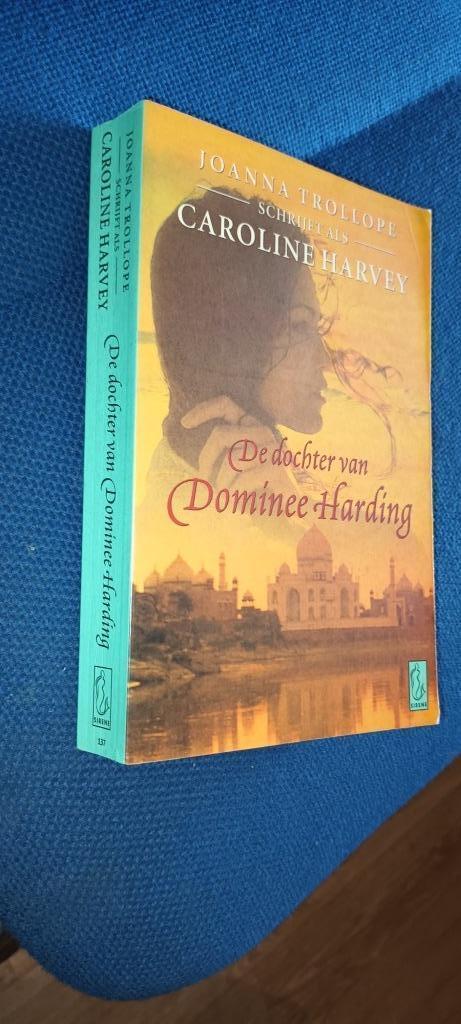 JOANNA TROLLOPE
SCHRIJFT ALS
CAROLINE HARVEY
De dochter van
Dominee Harding
SIRENE
JOANNA TROLLOPE
SCHRIJFT ALS
CAROLINE HARVEY
De dochter van Dominee Harding
SIRENE
137